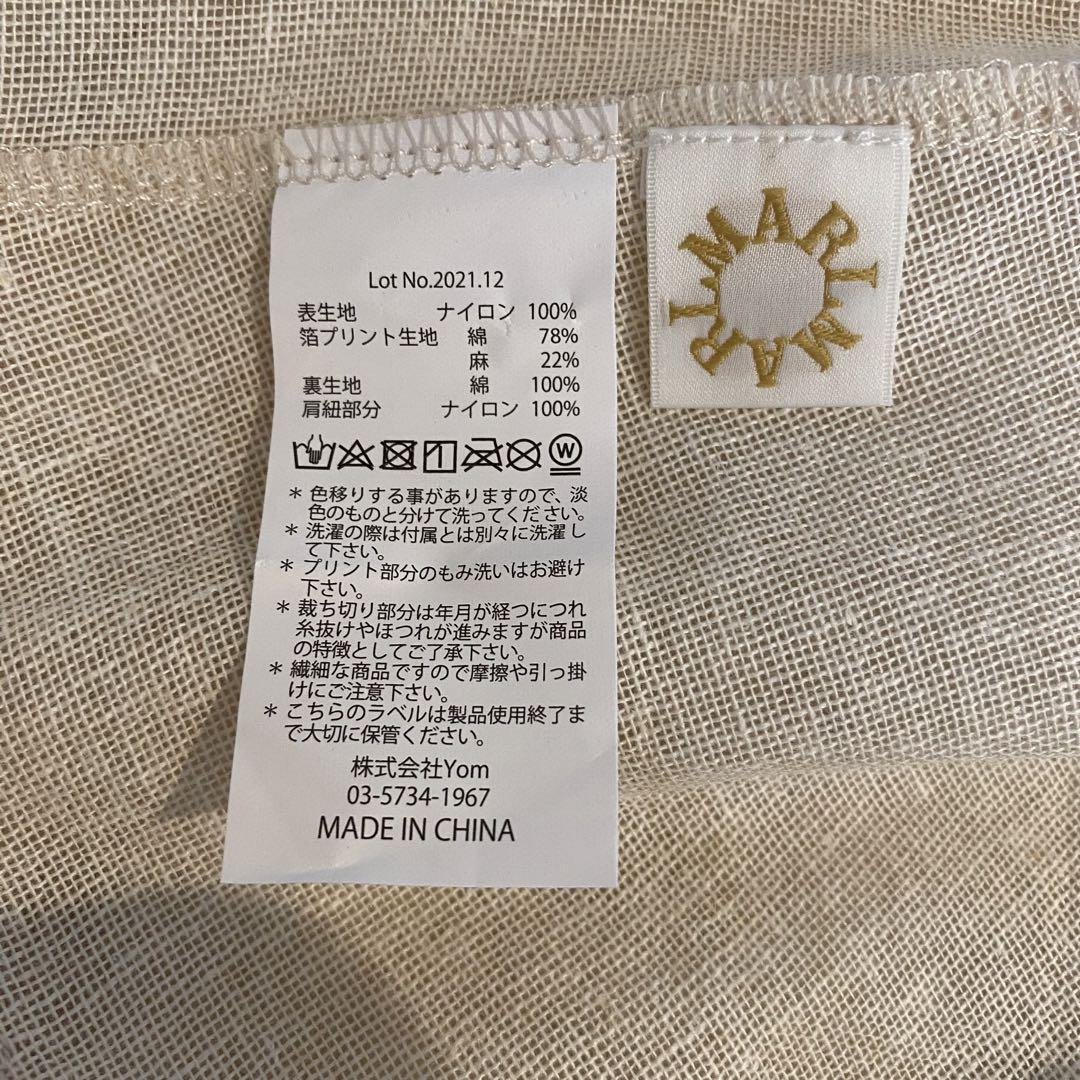 Lot No.2021.12
表生地 ナイロン 100%
箔プリント生地 綿 78%
麻 22%
裏生地 綿 100%
肩紐部分 ナイロン 100%
W
* 色移りする事がありますので、淡
色のものと分けて洗ってください。
* 洗濯の際は付属とは別々に洗濯し
て下さい。
* プリント部分のもみ洗いはお避け
下さい。
* 裁ち切り部分は年月が経つにつれ
糸抜けやほつれが進みますが商品
の特徴としてご了承下さい。
* 繊細な商品ですので摩擦や引っ掛
けにご注意下さい。
* こちらのラベルは製品使用終了ま
で大切に保管ください。
株式会社Yom
03-5734-1967
MADE IN CHINA
MARI.MARI.